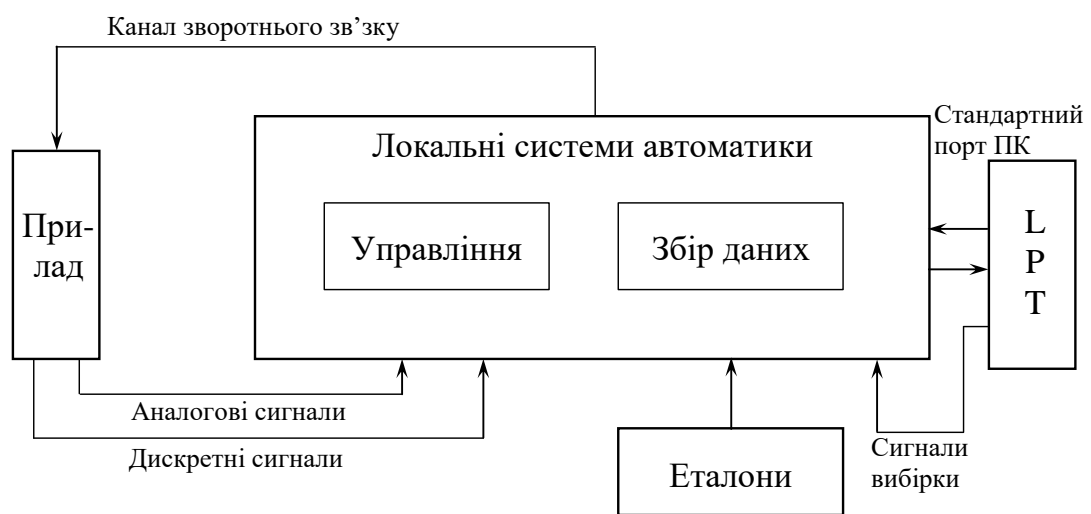 Канал зворотнього зв’зку
Стандартний
порт ПК
Локальні системи автоматики
При-
лад
Управління
Збір даних
L
P
T
Аналогові сигнали
Дискретні сигнали
Еталони
Сигнали
вибірки